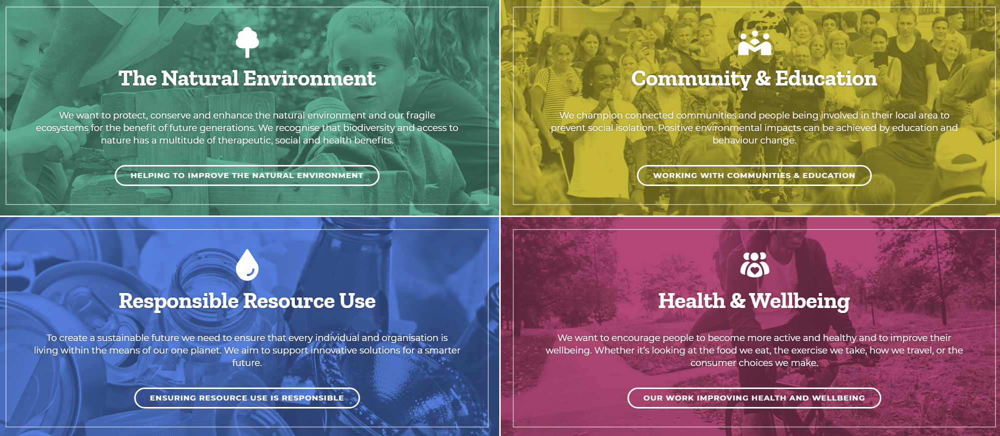 The Natural Environment
We want to protect, conserve and enhance the natural environment and our fragile
ecosystems for the benefit of future generations. We recognise that biodiversity and access to
nature has a multitude of therapeutic, social and health benefits.
HELPING TO IMPROVE THE NATURAL ENVIRONMENT
Community & Education
We champion connected communities and people being involved in their local area to
prevent social isolation. Positive environmental impacts can be achieved by education and
behaviour change.
WORKING WITH COMMUNITIES & EDUCATION
Responsible Resource Use
To create a sustainable future we need to ensure that every individual and organisation is
living within the means of our one planet. We aim to support innovative solutions for a smarter
future.
ENSURING RESOURCE USE IS RESPONSIBLE
Health & Wellbeing
We want to encourage people to become more active and healthy and to improve their
wellbeing. Whether it’s looking at the food we eat, the exercise we take, how we travel, or the
consumer choices we make.
OUR WORK IMPROVING HEALTH AND WELLBEING